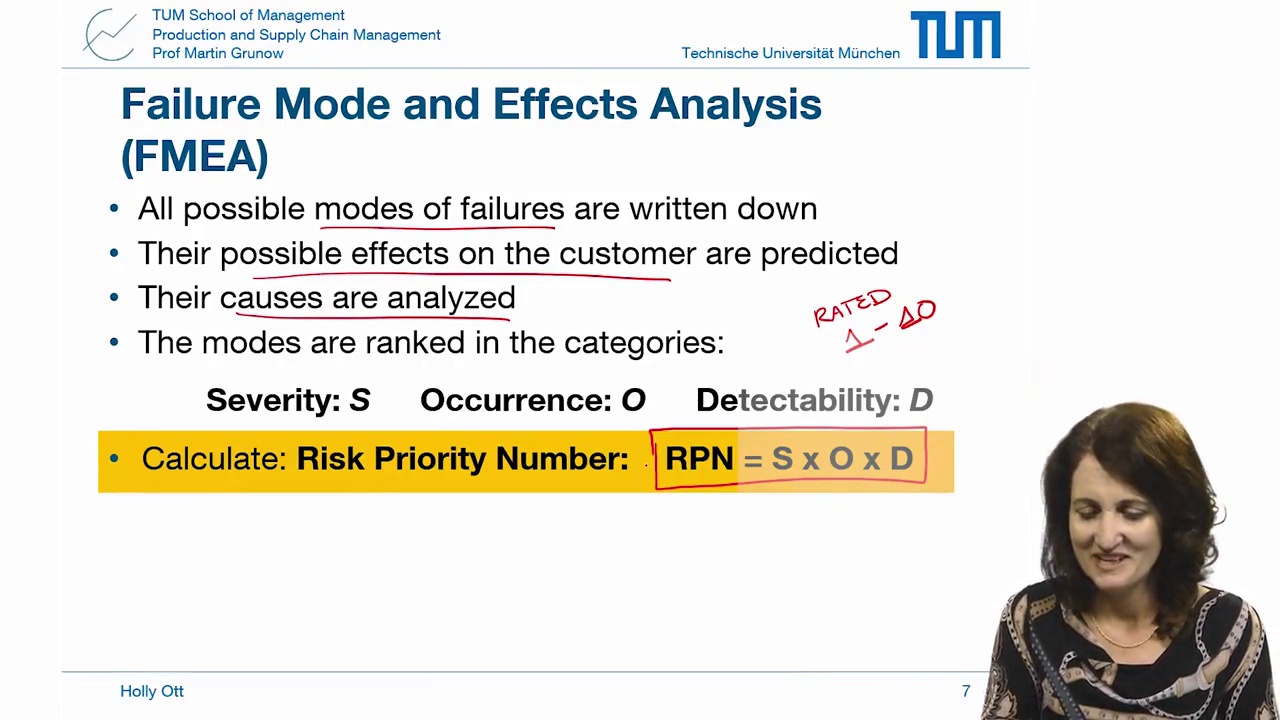 TUM School of Management
Production and Supply Chain Management
Prof Martin Grunow
Technische Universität München
TUM
Failure Mode and Effects Analysis
(FMEA)
• All possible modes of failures are written down
• Their possible effects on the customer are predicted
• Their causes are analyzed
RATED
1-10
• The modes are ranked in the categories:
Severity: S Occurrence: O Detectability: D
• Calculate: Risk Priority Number: RPN = S x O x D
Holly Ott
7